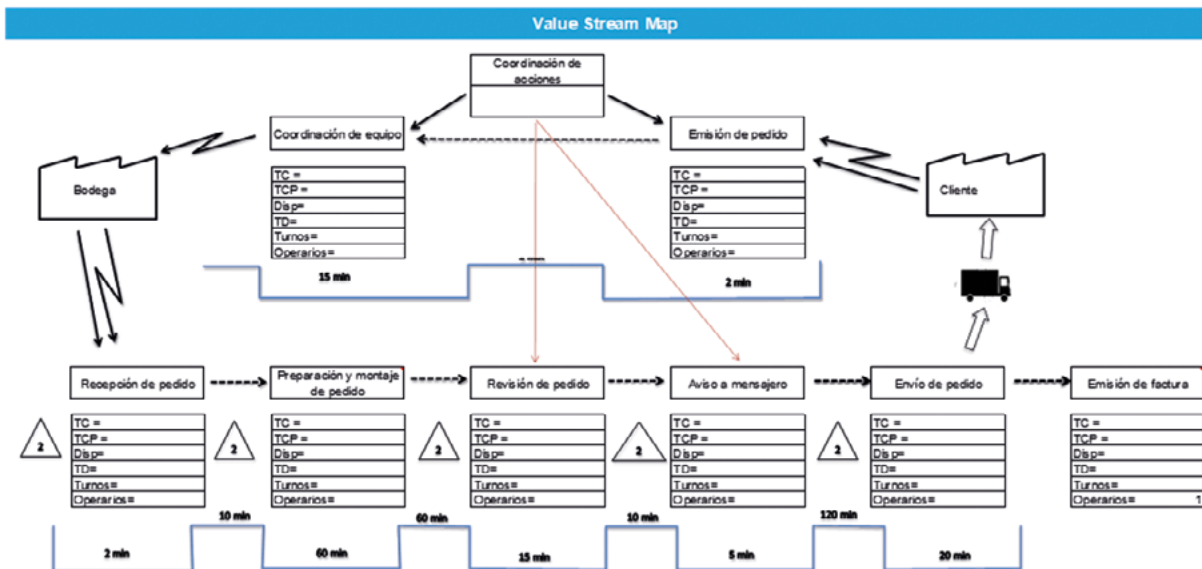 Value Stream Map
Coordinación de
acciones
Coordinación de equipo
Emisión de pedido
Bodega
Cliente
TC =
TCP =
Disp=
TD=
Turnos=
Operarios=
TC =
TCP =
Disp=
TD=
Turnos=
Operarios=
15 min
2 min
Recepción de pedido
Preparación y montaje
de pedido
Revisión de pedido
Aviso a mensajero
Envío de pedido
Emisión de factura
2
TC =
TCP =
Disp=
TD=
Turnos=
Operarios=
2
TC =
TCP =
Disp=
TD=
Turnos=
Operarios=
2
TC =
TCP =
Disp=
TD=
Turnos=
Operarios=
2
TC =
TCP =
Disp=
TD=
Turnos=
Operarios=
2
TC =
TCP =
Disp=
TD=
Turnos=
Operarios=
TC =
TCP =
Disp=
TD=
Turnos=
Operarios= 1
10 min
60 min
10 min
120 min
2 min
60 min
15 min
5 min
20 min